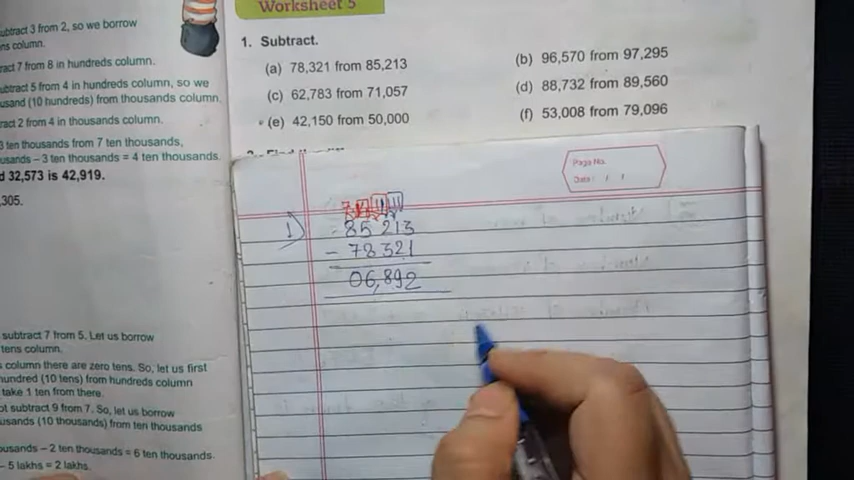 Worksheet 5
ubtract 3 from 2, so we borrow
ns column.
ract 7 from 8 in hundreds column.
ubtract 5 from 4 in hundreds column, so we
usand (10 hundreds) from thousands column.
ract 2 from 4 in thousands column.
3 ten thousands from 7 ten thousands,
usands – 3 ten thousands = 4 ten thousands.
d 32,573 is 42,919.
,305.
subtract 7 from 5. Let us borrow
tens column.
s column there are zero tens. So, let us first
hundred (10 tens) from hundreds column
take 1 ten from there.
ot subtract 9 from 7. So, let us borrow
usands (10 thousands) from ten thousands
ousands – 2 ten thousands = 6 ten thousands.
– 5 lakhs = 2 lakhs.
1. Subtract.
(a) 78,321 from 85,213
(b) 96,570 from 97,295
(c) 62,783 from 71,057
(d) 88,732 from 89,560
(e) 42,150 from 50,000
(f) 53,008 from 79,096
Page No.
Date: / /
1) 85213
– 78321
06,892